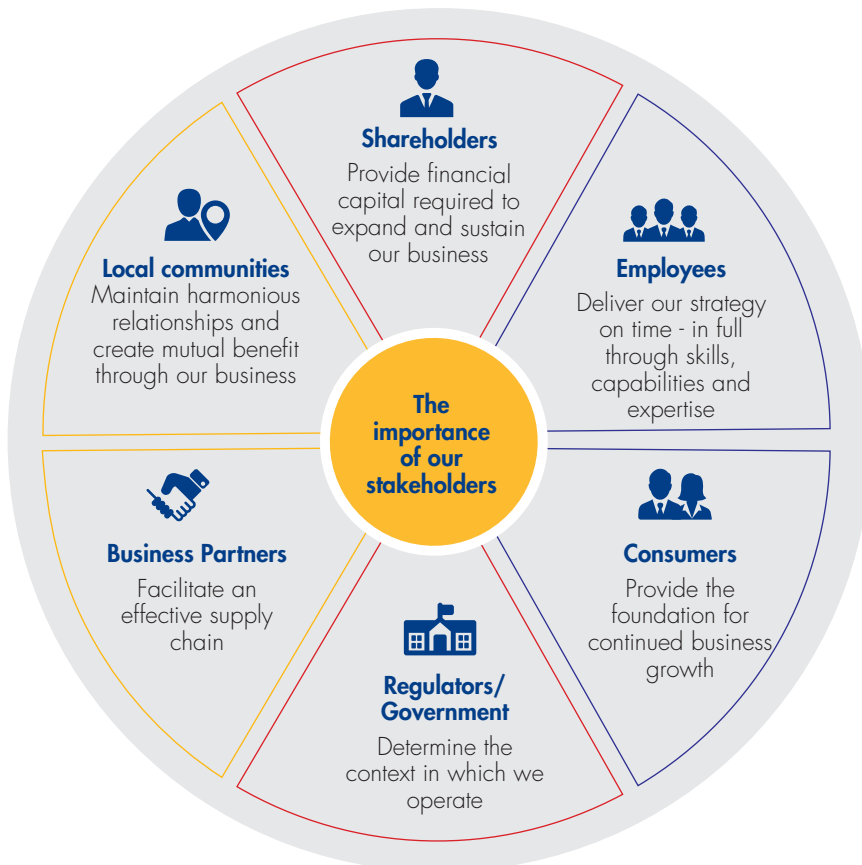 Shareholders
Provide financial
capital required to
expand and sustain
our business
Employees
Deliver our strategy
on time - in full
through skills,
capabilities and
expertise
Consumers
Provide the
foundation for
continued business
growth
Regulators/
Government
Determine the
context in which we
operate
Business Partners
Facilitate an
effective supply
chain
Local communities
Maintain harmonious
relationships and
create mutual benefit
through our business
The
importance
of our
stakeholders